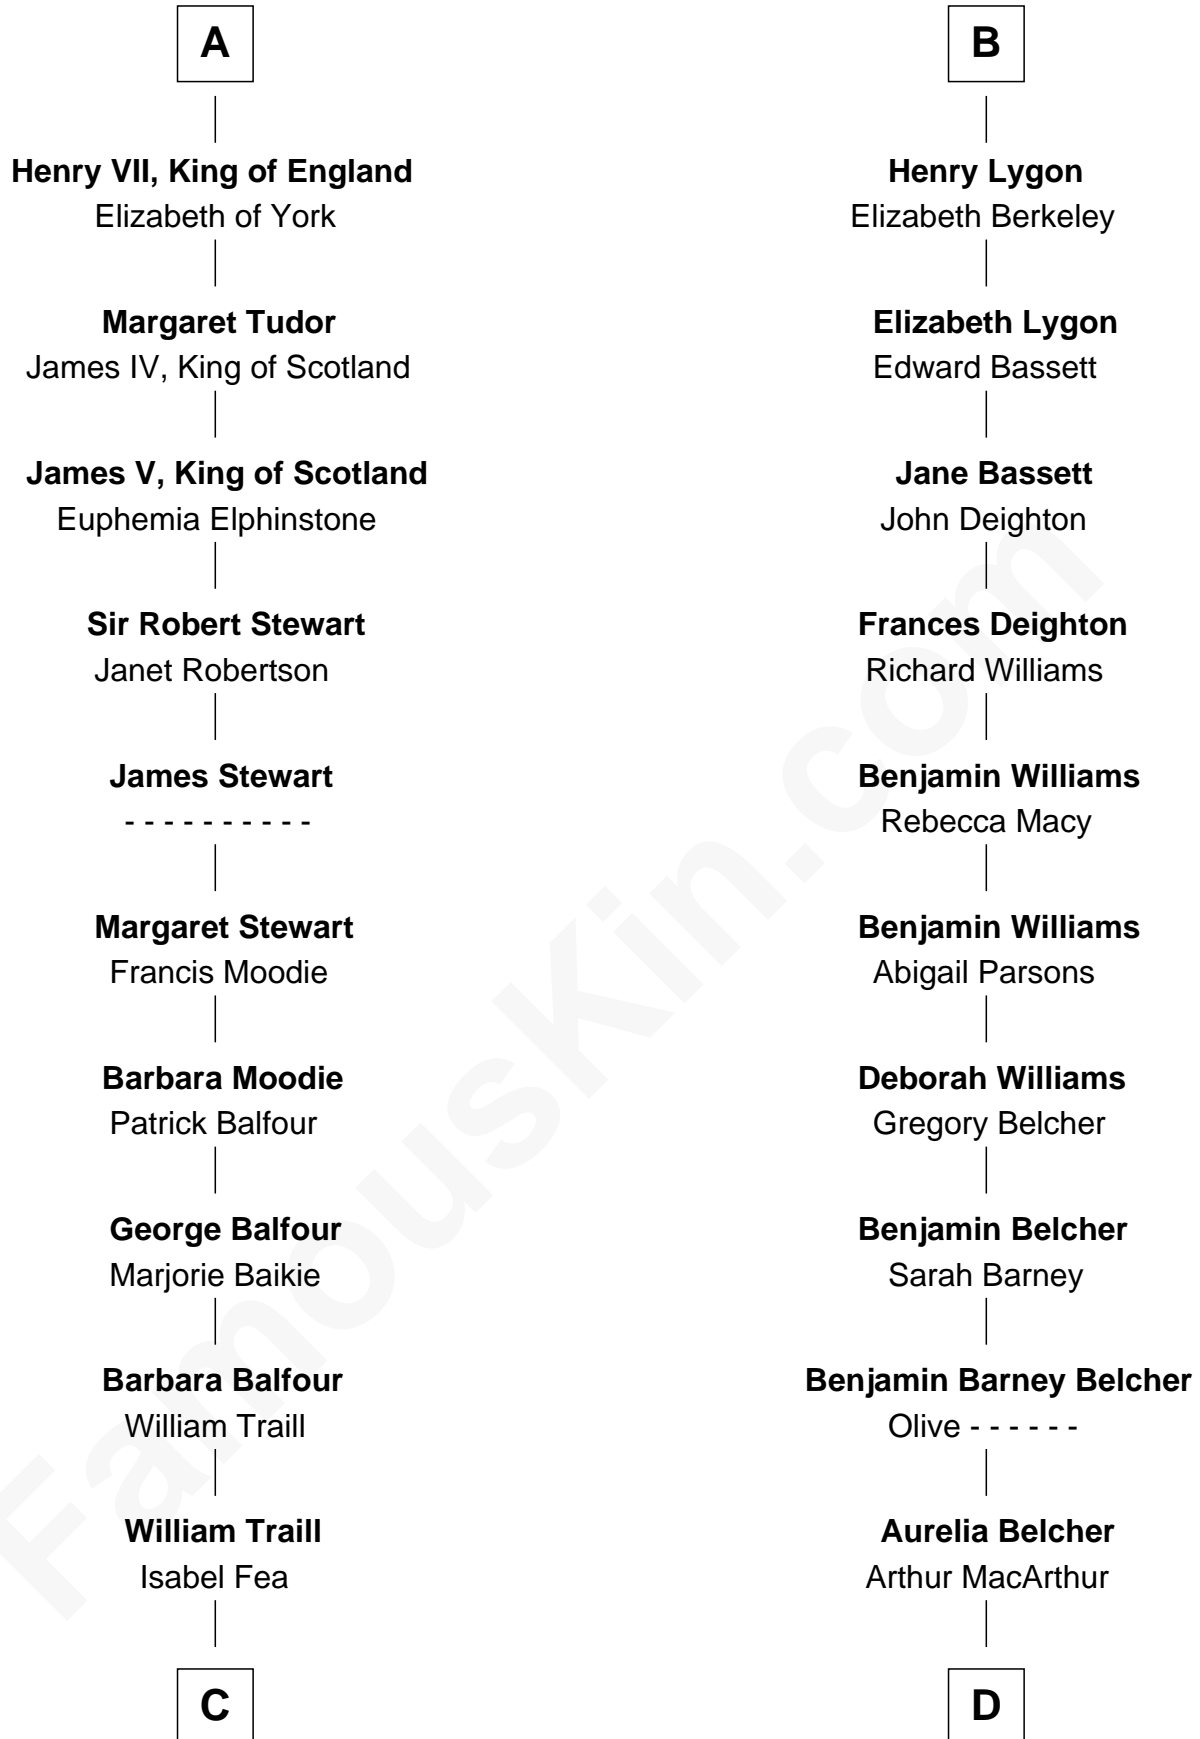 A
Henry VII, King of England
Elizabeth of York
Margaret Tudor
James IV, King of Scotland
James V, King of Scotland
Euphemia Elphinstone
Sir Robert Stewart
Janet Robertson
James Stewart
- - - - - - - - - -
Margaret Stewart
Francis Moodie
Barbara Moodie
Patrick Balfour
George Balfour
Marjorie Baikie
Barbara Balfour
William Traill
William Traill
Isabel Fea
C
B
Henry Lygon
Elizabeth Berkeley
Elizabeth Lygon
Edward Bassett
Jane Bassett
John Deighton
Frances Deighton
Richard Williams
Benjamin Williams
Rebecca Macy
Benjamin Williams
Abigail Parsons
Deborah Williams
Gregory Belcher
Benjamin Belcher
Sarah Barney
Benjamin Barney Belcher
Olive - - - - - -
Aurelia Belcher
Arthur MacArthur
D
FamousKin.com